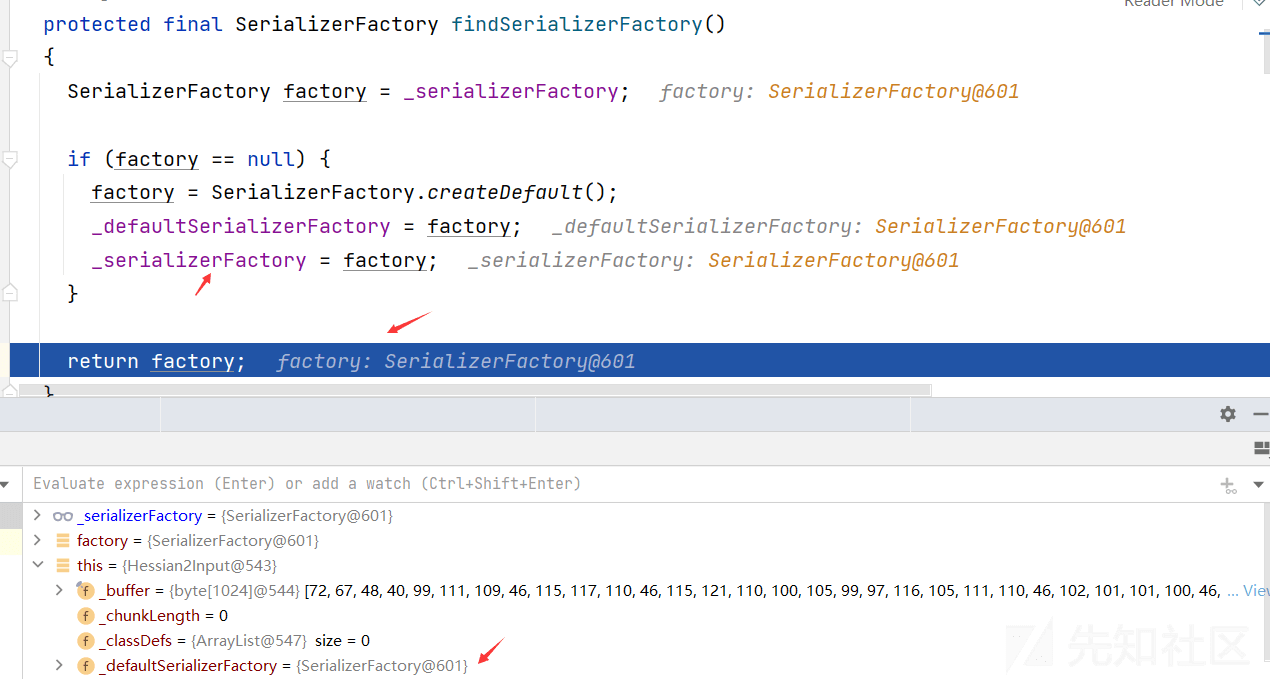 Reader Mode
protected final SerializerFactory findSerializerFactory()
{
SerializerFactory factory = _serializerFactory; factory: SerializerFactory@601
if (factory == null) {
factory = SerializerFactory.createDefault();
_defaultSerializerFactory = factory; _defaultSerializerFactory: SerializerFactory@601
_serializerFactory = factory; _serializerFactory: SerializerFactory@601
}
return factory; factory: SerializerFactory@601
}
Evaluate expression (Enter) or add a watch (Ctrl+Shift+Enter)
_serializerFactory = {SerializerFactory@601}
factory = {SerializerFactory@601}
this = {Hessian2Input@543}
f _buffer = {byte[1024]@544} [72, 67, 48, 40, 99, 111, 109, 46, 115, 117, 110, 46, 115, 121, 110, 100, 105, 99, 97, 116, 105, 111, 110, 46, 102, 101, 101, 100, 46, ... View
f _chunkLength = 0
f _classDefs = {ArrayList@547} size = 0
f _defaultSerializerFactory = {SerializerFactory@601}
先知社区